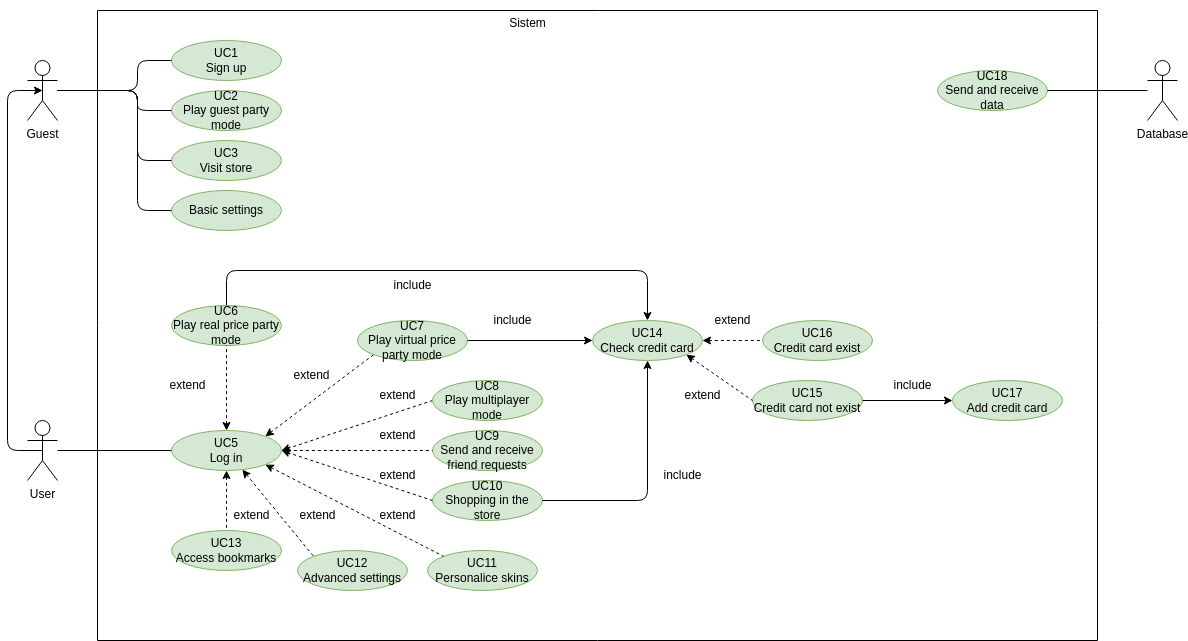 Sistem
Guest
UC1
Sign up
UC2
Play guest party
mode
UC3
Visit store
Basic settings
UC18
Send and receive
data
Database
include
UC6
Play real price party
mode
UC7
Play virtual price
party mode
include
UC14
Check credit card
extend
UC16
Credit card exist
extend
extend
extend
UC15
Credit card not exist
include
UC17
Add credit card
UC8
Play multiplayer
mode
extend
User
UC5
Log in
extend
UC9
Send and receive
friend requests
extend
UC10
Shopping in the
store
include
extend
extend
extend
UC13
Access bookmarks
UC12
Advanced settings
UC11
Personalice skins